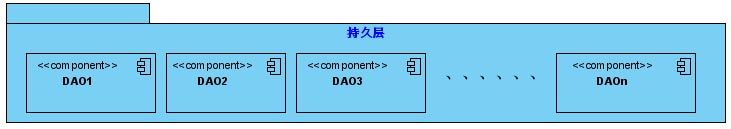 持久层
<<component>> <<component>> <<component>> <<component>>
DAO1 DAO2 DAO3 、、、、、、 DAOn